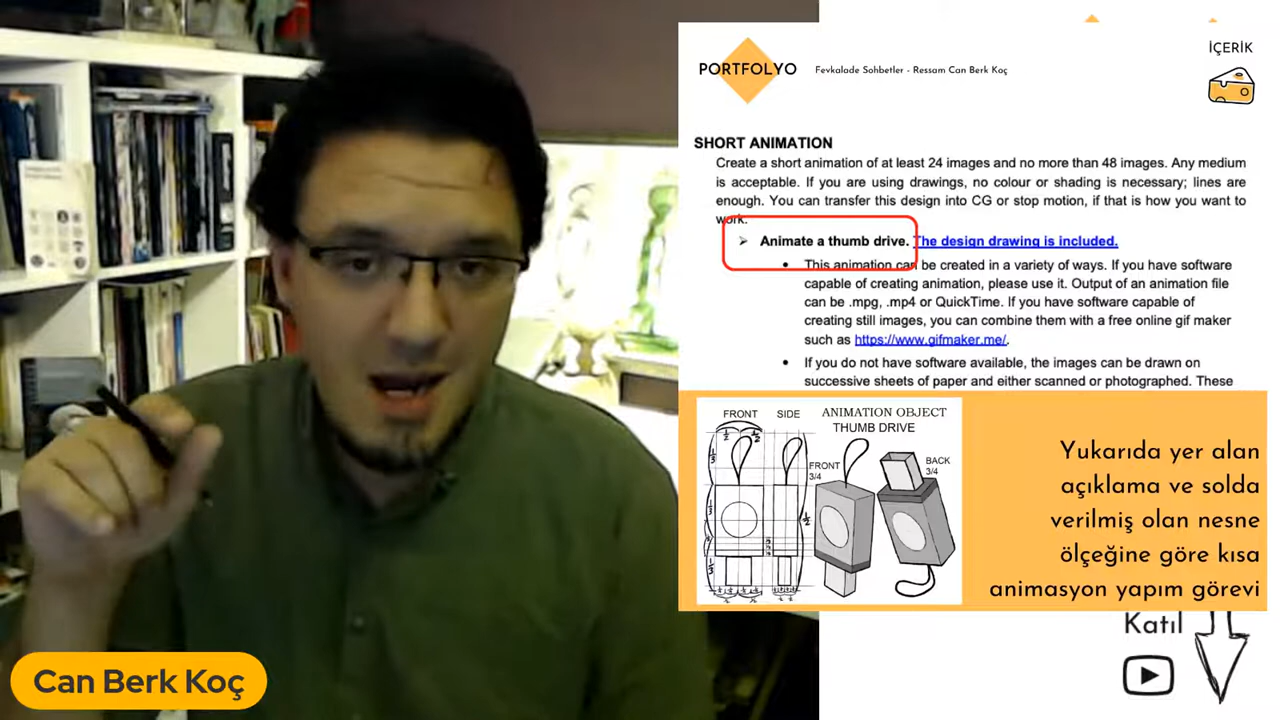 İÇERİK
PORTFOLYO
Fevkalade Sohbetler - Ressam Can Berk Koç
SHORT ANIMATION
Create a short animation of at least 24 images and no more than 48 images. Any medium
is acceptable. If you are using drawings, no colour or shading is necessary; lines are
enough. You can transfer this design into CG or stop motion, if that is how you want to
work.
➢ Animate a thumb drive. The design drawing is included.
• This animation can be created in a variety of ways. If you have software
capable of creating animation, please use it. Output of an animation file
can be .mpg, .mp4 or QuickTime. If you have software capable of
creating still images, you can combine them with a free online gif maker
such as https://www.gifmaker.me/.
• If you do not have software available, the images can be drawn on
successive sheets of paper and either scanned or photographed. These
FRONT SIDE ANIMATION OBJECT
THUMB DRIVE
FRONT
3/4
BACK
3/4
Yukarıda yer alan
açıklama ve solda
verilmiş olan nesne
ölçeğine göre kısa
animasyon yapım görevi
Katıl
Can Berk Koç